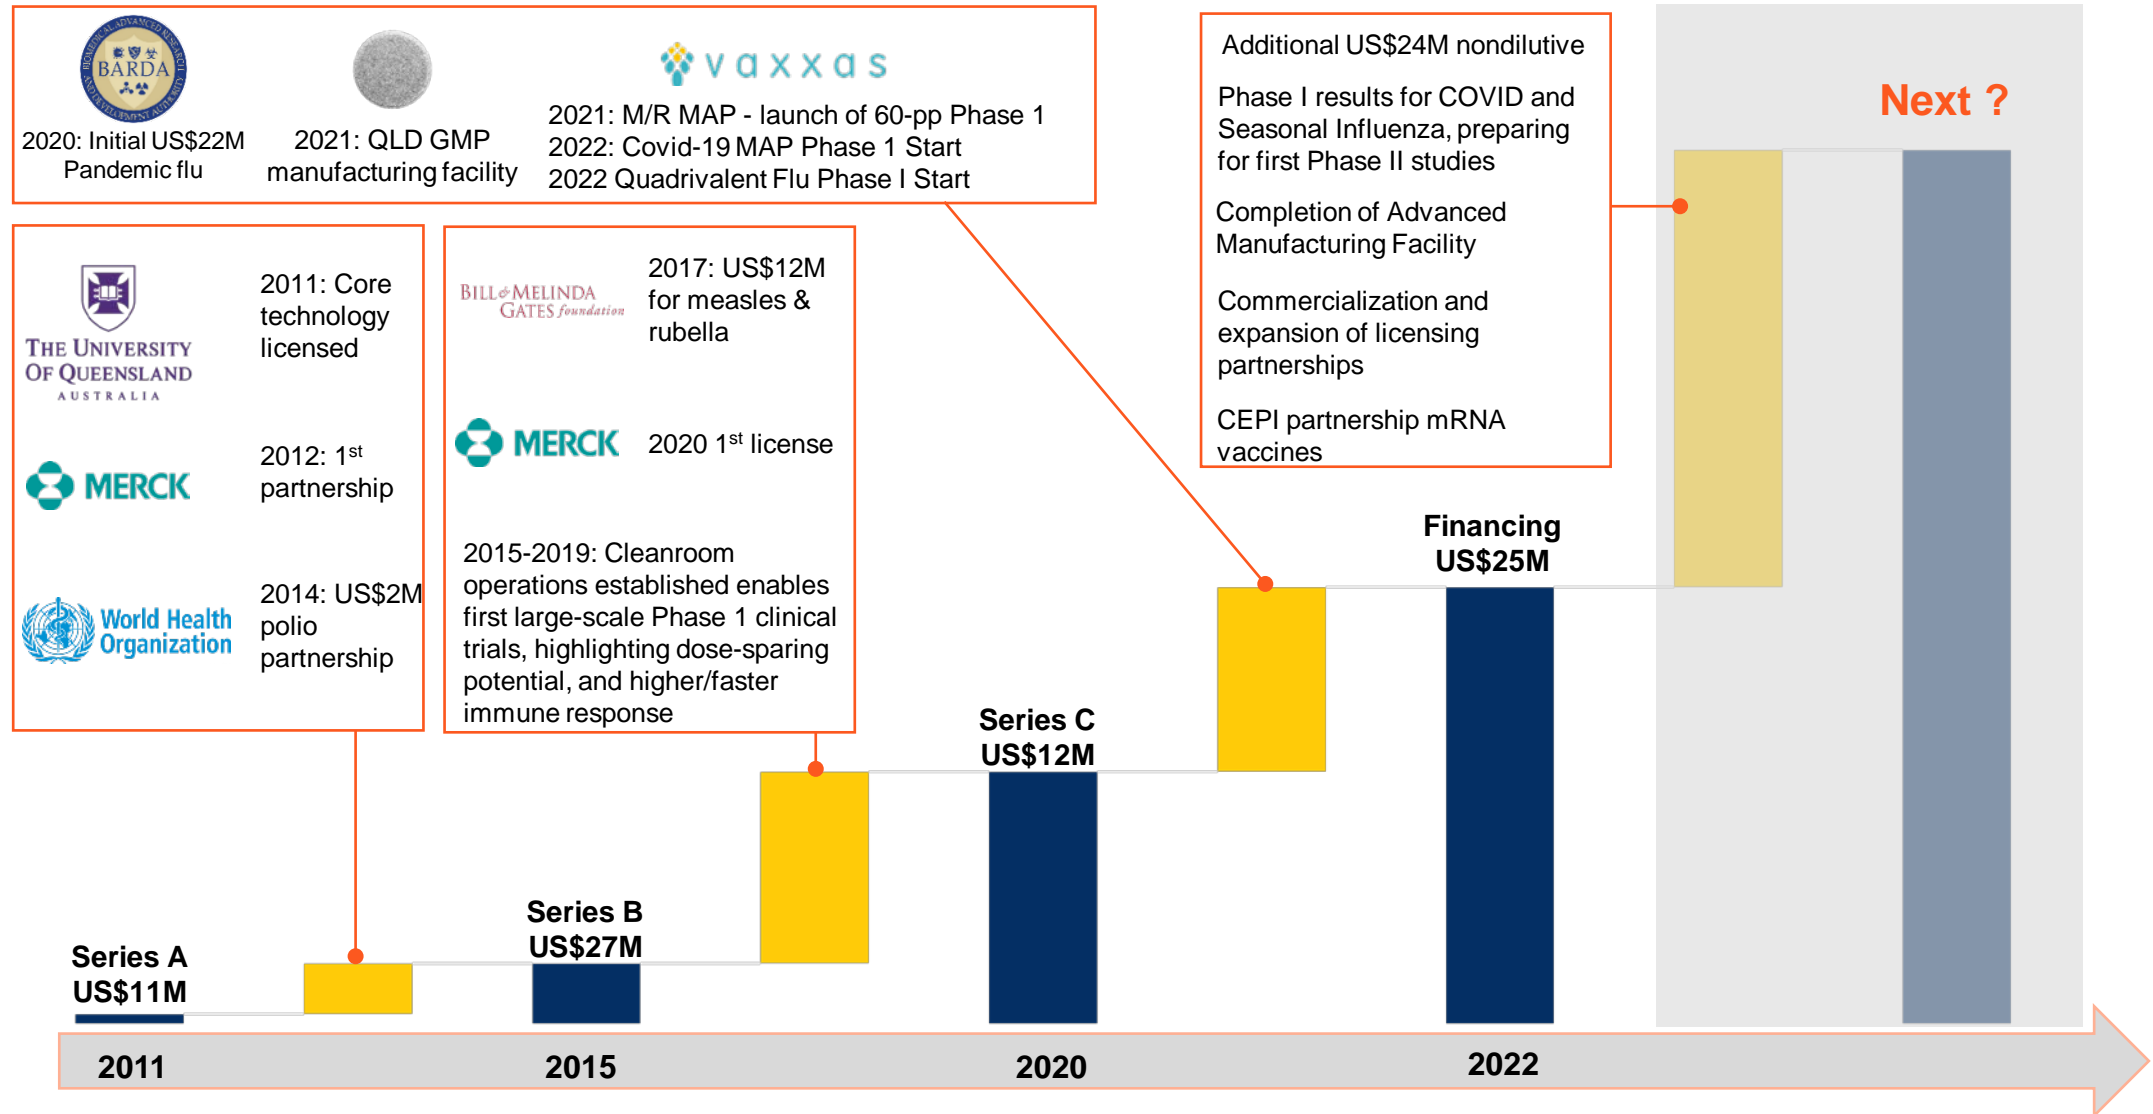 BIOMEDICAL ADVANCED RESEARCH AND DEVELOPMENT AUTHORITY
BARDA
2020: Initial US$22M
Pandemic flu
2021: QLD GMP
manufacturing facility
vaxxas
2021: M/R MAP - launch of 60-pp Phase 1
2022: Covid-19 MAP Phase 1 Start
2022 Quadrivalent Flu Phase I Start
THE UNIVERSITY
OF QUEENSLAND
AUSTRALIA
2011: Core
technology
licensed
MERCK
2012: 1st
partnership
World Health
Organization
2014: US$2M
polio
partnership
BILL & MELINDA
GATES foundation
2017: US$12M
for measles &
rubella
MERCK
2020 1st license
2015-2019: Cleanroom
operations established enables
first large-scale Phase 1 clinical
trials, highlighting dose-sparing
potential, and higher/faster
immune response
Additional US$24M nondilutive
Phase I results for COVID and
Seasonal Influenza, preparing
for first Phase II studies
Completion of Advanced
Manufacturing Facility
Commercialization and
expansion of licensing
partnerships
CEPI partnership mRNA
vaccines
Next ?
Series A
US$11M
Series B
US$27M
Series C
US$12M
Financing
US$25M
2011
2015
2020
2022